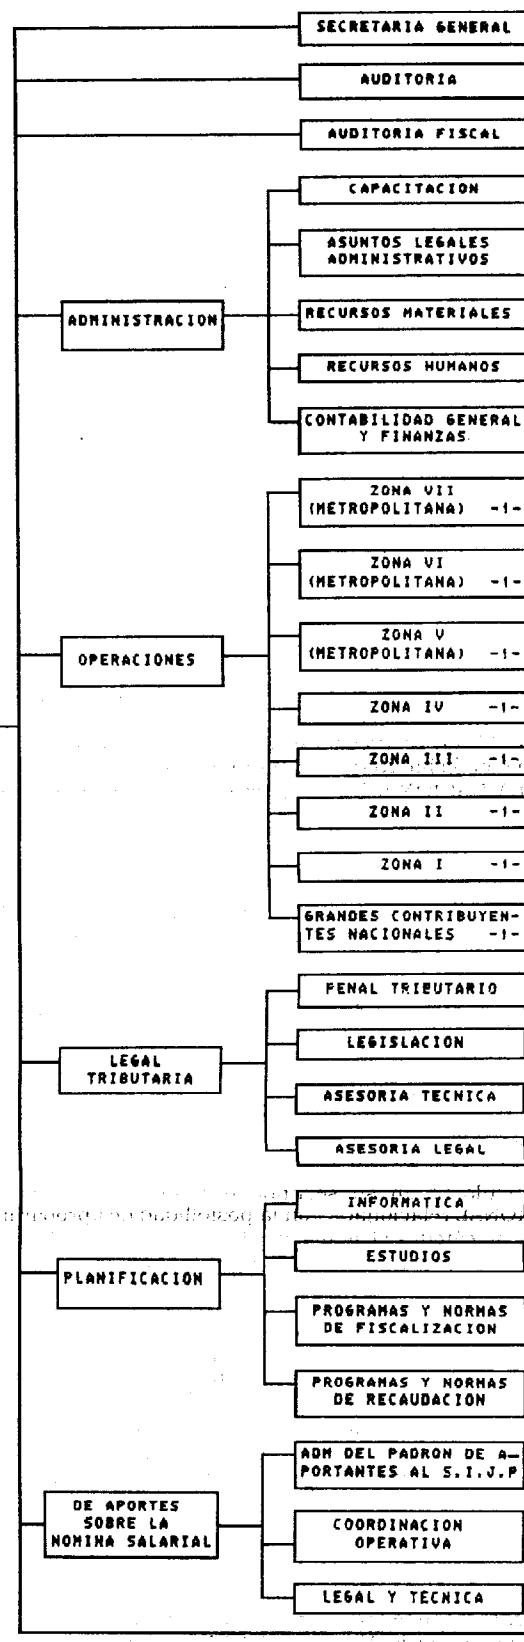 SECRETARIA GENERAL
AUDITORIA
AUDITORIA FISCAL
ADMINISTRACION
CAPACITACION
ASUNTOS LEGALES
ADMINISTRATIVOS
RECURSOS MATERIALES
RECURSOS HUMANOS
CONTABILIDAD GENERAL
Y FINANZAS
OPERACIONES
ZONA VII
(METROPOLITANA) -1-
ZONA VI
(METROPOLITANA) -1-
ZONA V
(METROPOLITANA) -1-
ZONA IV -1-
ZONA III -1-
ZONA II -1-
ZONA I -1-
GRANDES CONTRIBUYEN-
TES NACIONALES -1-
LEGAL
TRIBUTARIA
PENAL TRIBUTARIO
LEGISLACION
ASESORIA TECNICA
ASESORIA LEGAL
PLANIFICACION
INFORMATICA
ESTUDIOS
PROGRAMAS Y NORMAS
DE FISCALIZACION
PROGRAMAS Y NORMAS
DE RECAUDACION
DE APORTES
SOBRE LA
NOMINA SALARIAL
ADM DEL PADRON DE A-
PORTANTES AL S.I.J.P
COORDINACION
OPERATIVA
LEGAL Y TECNICA